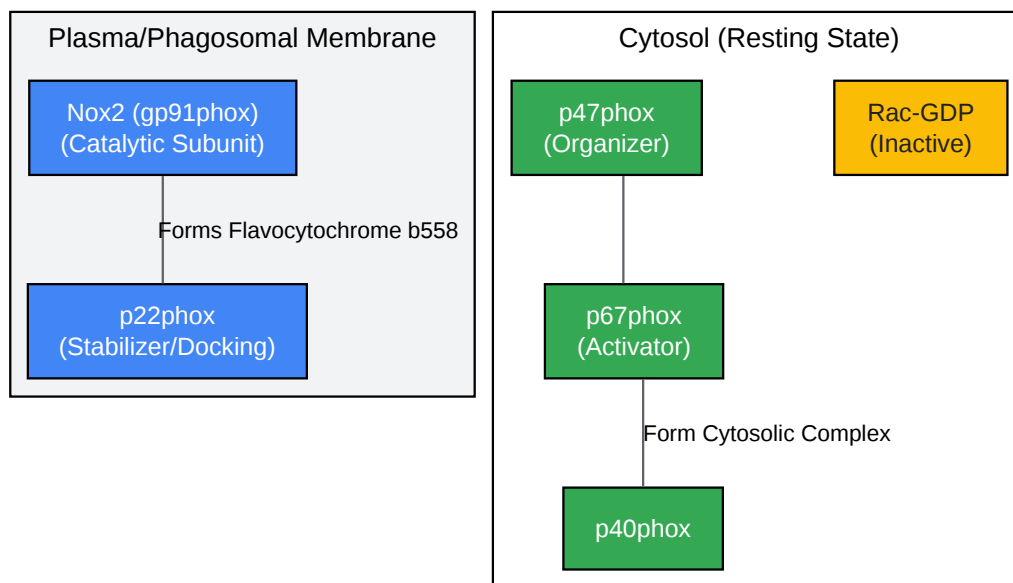 Plasma/Phagosomal Membrane
Nox2 (gp91phox)
(Catalytic Subunit)
Forms Flavocytochrome b558
p22phox
(Stabilizer/Docking)
Cytosol (Resting State)
p47phox
(Organizer)
Rac-GDP
(Inactive)
p67phox
(Activator)
Form Cytosolic Complex
p40phox